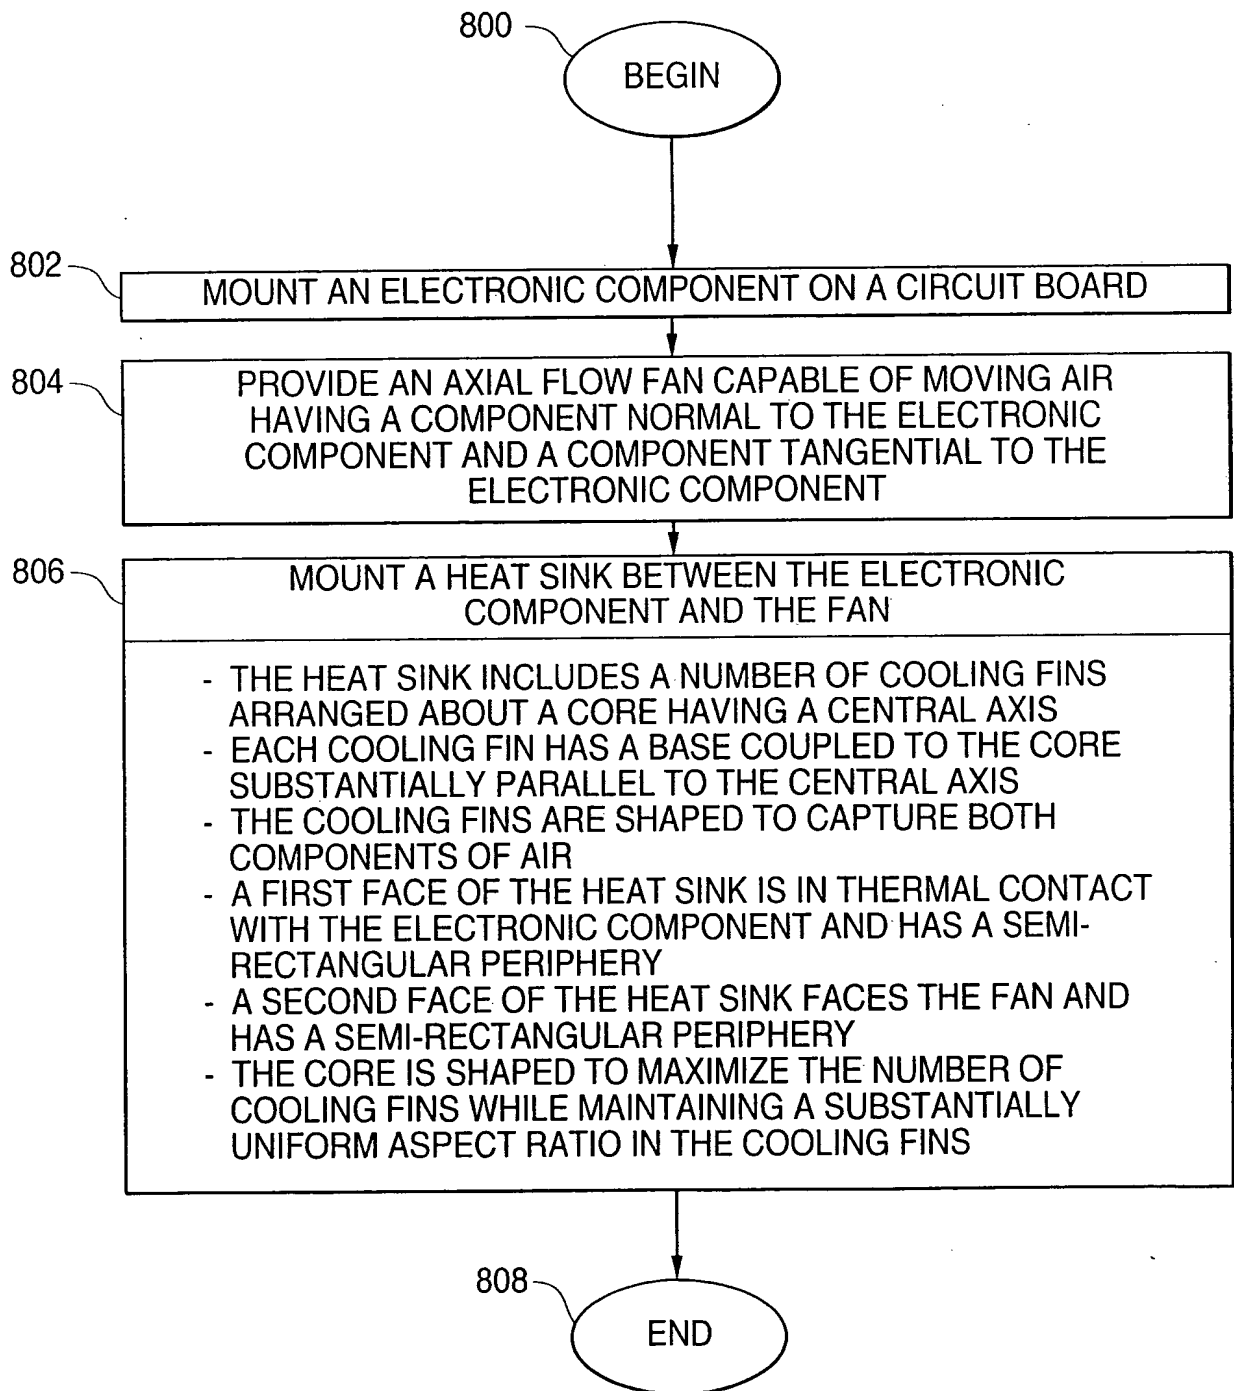 800
BEGIN
802
MOUNT AN ELECTRONIC COMPONENT ON A CIRCUIT BOARD
804
PROVIDE AN AXIAL FLOW FAN CAPABLE OF MOVING AIR
HAVING A COMPONENT NORMAL TO THE ELECTRONIC
COMPONENT AND A COMPONENT TANGENTIAL TO THE
ELECTRONIC COMPONENT
806
MOUNT A HEAT SINK BETWEEN THE ELECTRONIC
COMPONENT AND THE FAN
- THE HEAT SINK INCLUDES A NUMBER OF COOLING FINS
ARRANGED ABOUT A CORE HAVING A CENTRAL AXIS
- EACH COOLING FIN HAS A BASE COUPLED TO THE CORE
SUBSTANTIALLY PARALLEL TO THE CENTRAL AXIS
- THE COOLING FINS ARE SHAPED TO CAPTURE BOTH
COMPONENTS OF AIR
- A FIRST FACE OF THE HEAT SINK IS IN THERMAL CONTACT
WITH THE ELECTRONIC COMPONENT AND HAS A SEMI-
RECTANGULAR PERIPHERY
- A SECOND FACE OF THE HEAT SINK FACES THE FAN AND
HAS A SEMI-RECTANGULAR PERIPHERY
- THE CORE IS SHAPED TO MAXIMIZE THE NUMBER OF
COOLING FINS WHILE MAINTAINING A SUBSTANTIALLY
UNIFORM ASPECT RATIO IN THE COOLING FINS
808
END